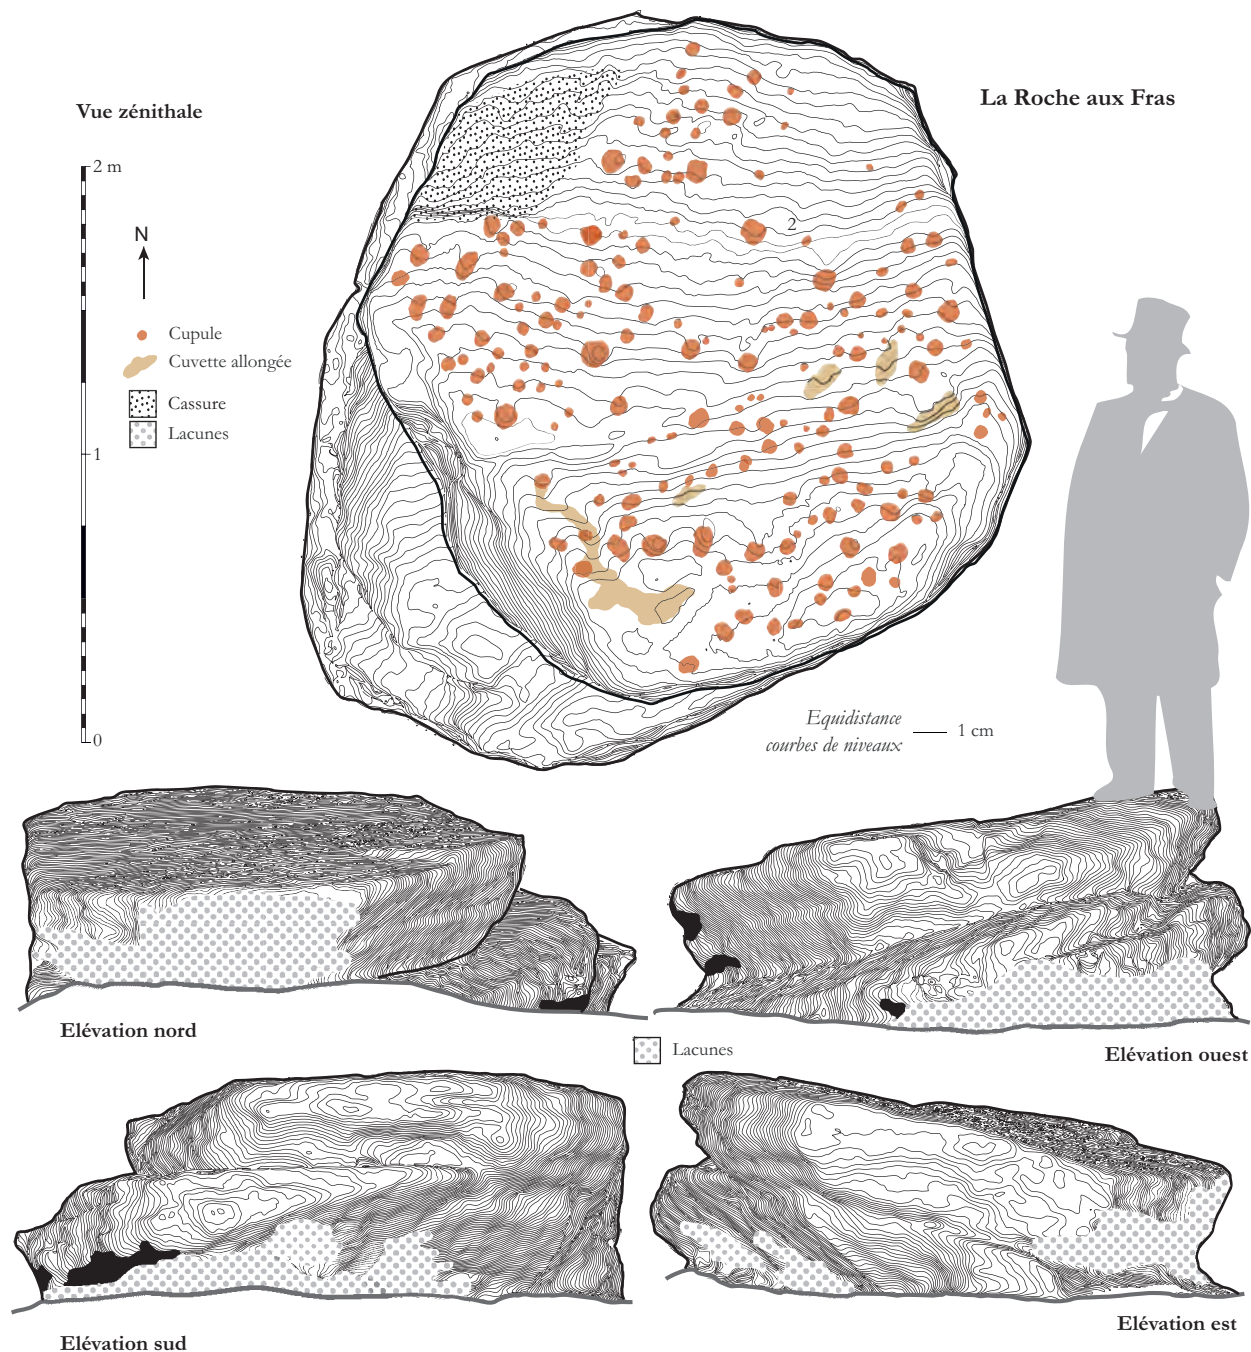 Vue zénithale
La Roche aux Fras
2 m
N
2
Cupule
Cuvette allongée
Cassure
Lacunes
1
0
Equidistance
courbes de niveaux
1 cm
Elévation nord
Lacunes
Elévation ouest
Elévation sud
Elévation est